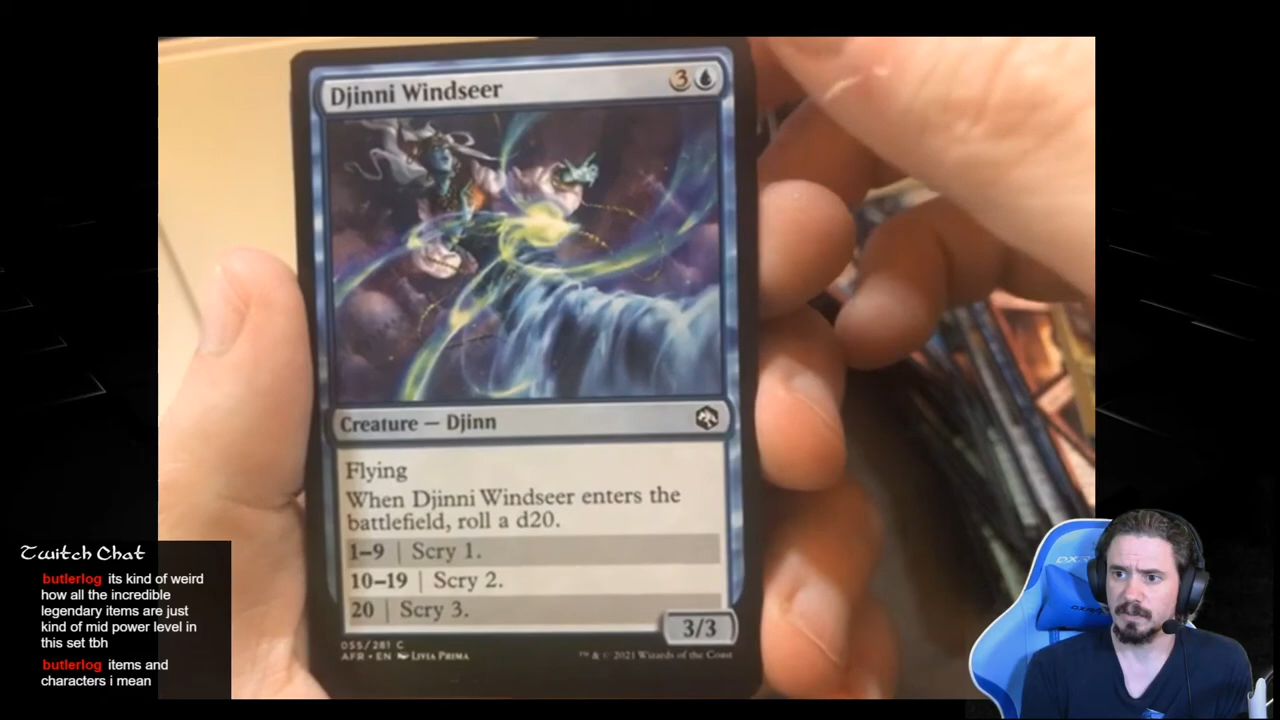 Djinni Windseer 3
Creature — Djinn
Flying
When Djinni Windseer enters the
battlefield, roll a d20.
1–9 | Scry 1.
10–19 | Scry 2.
20 | Scry 3.
3/3
055/281 C
AFR • EN LIVIA PRIMA
™ & © 2021 Wizards of the Coast
Twitch Chat
butlerlog its kind of weird
how all the incredible
legendary items are just
kind of mid power level in
this set tbh
butlerlog items and
characters i mean